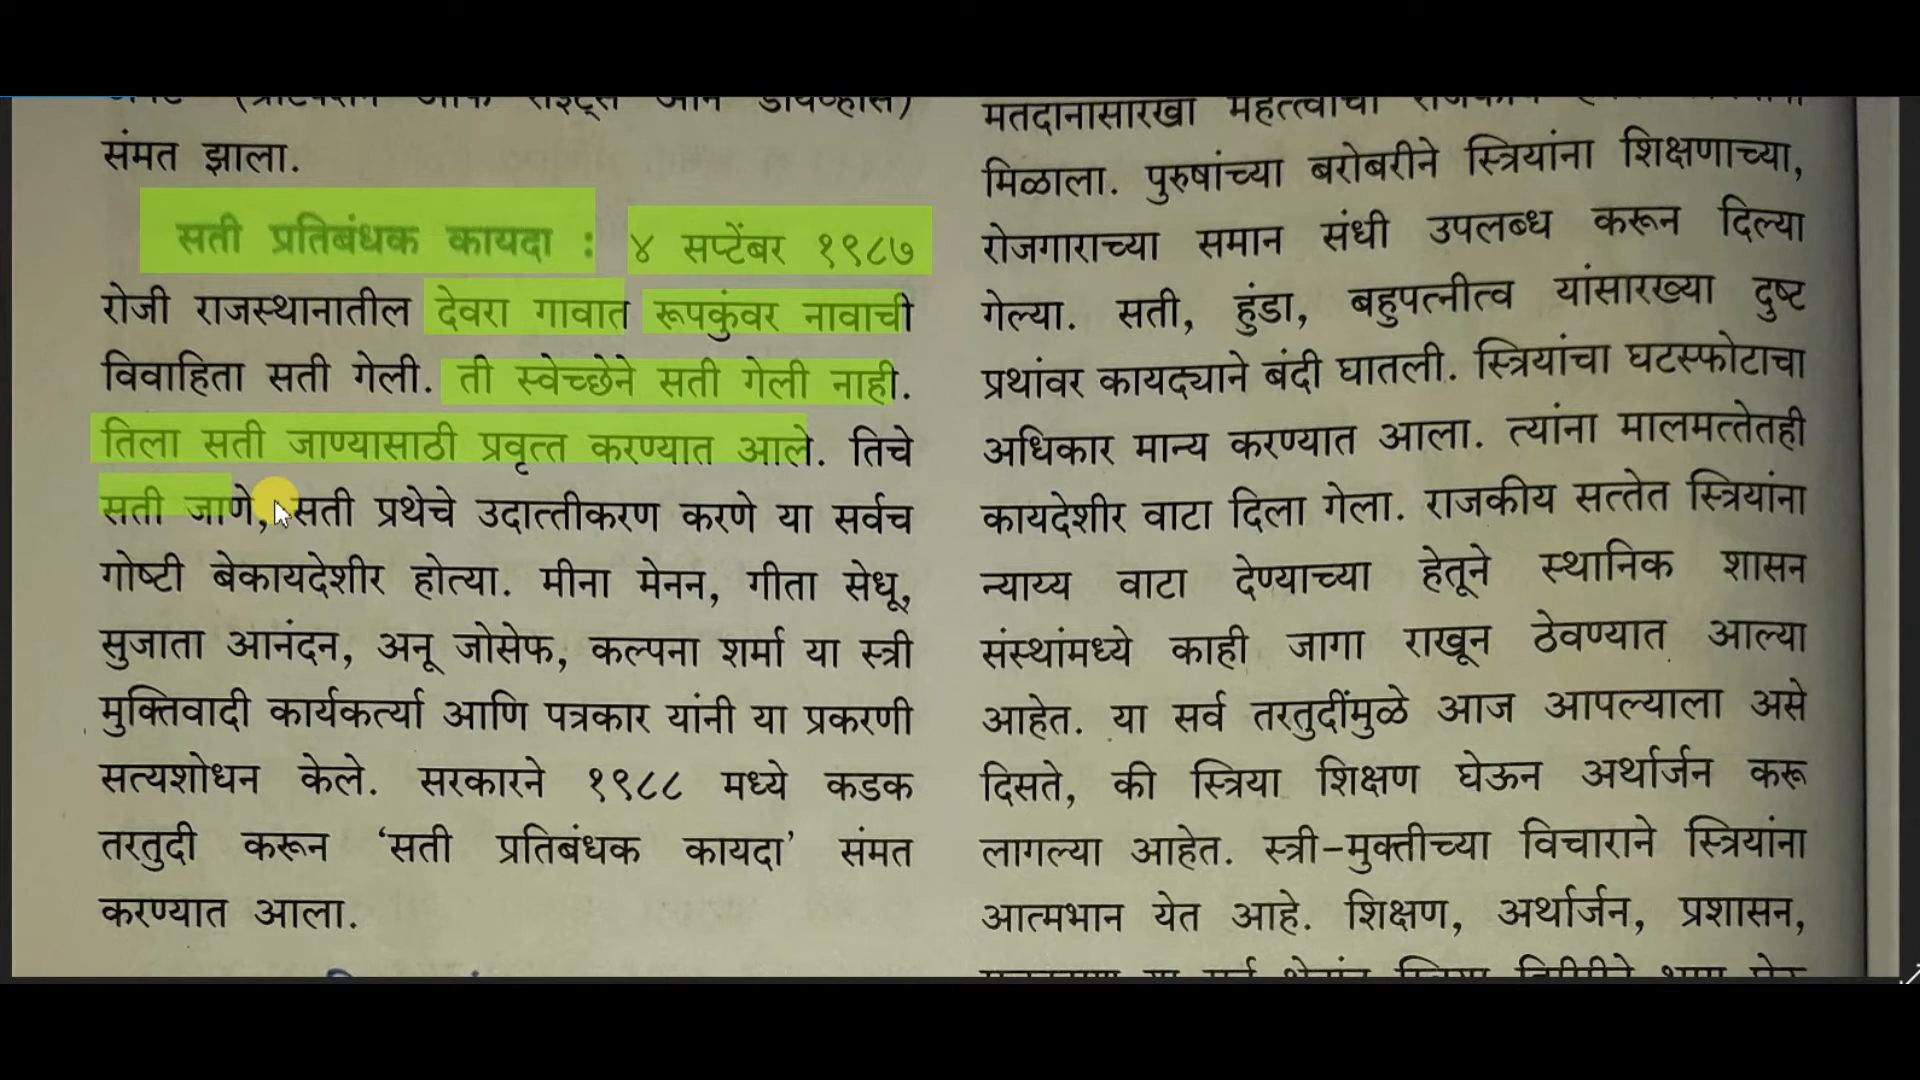 संमत झाला.
सती प्रतिबंधक कायदा : ४ सप्टेंबर १९८७
रोजी राजस्थानातील देवरा गावात रूपकुंवर नावाची
विवाहिता सती गेली. ती स्वेच्छेने सती गेली नाही.
तिला सती जाण्यासाठी प्रवृत्त करण्यात आले. तिचे
सती जाणे, सती प्रथेचे उदात्तीकरण करणे या सर्वच
गोष्टी बेकायदेशीर होत्या. मीना मेनन, गीता सेधू,
सुजाता आनंदन, अनू जोसेफ, कल्पना शर्मा या स्त्री
मुक्तिवादी कार्यकर्त्या आणि पत्रकार यांनी या प्रकरणी
सत्यशोधन केले. सरकारने १९८८ मध्ये कडक
तरतुदी करून ‘सती प्रतिबंधक कायदा’ संमत
करण्यात आला.
मतदानासारखा महत्त्वाचा
मिळाला. पुरुषांच्या बरोबरीने स्त्रियांना शिक्षणाच्या,
रोजगाराच्या समान संधी उपलब्ध करून दिल्या
गेल्या. सती, हुंडा, बहुपत्नीत्व यांसारख्या दुष्ट
प्रथांवर कायद्याने बंदी घातली. स्त्रियांचा घटस्फोटाचा
अधिकार मान्य करण्यात आला. त्यांना मालमत्तेतही
कायदेशीर वाटा दिला गेला. राजकीय सत्तेत स्त्रियांना
न्याय्य वाटा देण्याच्या हेतूने स्थानिक शासन
संस्थांमध्ये काही जागा राखून ठेवण्यात आल्या
आहेत. या सर्व तरतुदींमुळे आज आपल्याला असे
दिसते, की स्त्रिया शिक्षण घेऊन अर्थार्जन करू
लागल्या आहेत. स्त्री-मुक्तीच्या विचाराने स्त्रियांना
आत्मभान येत आहे. शिक्षण, अर्थार्जन, प्रशासन,